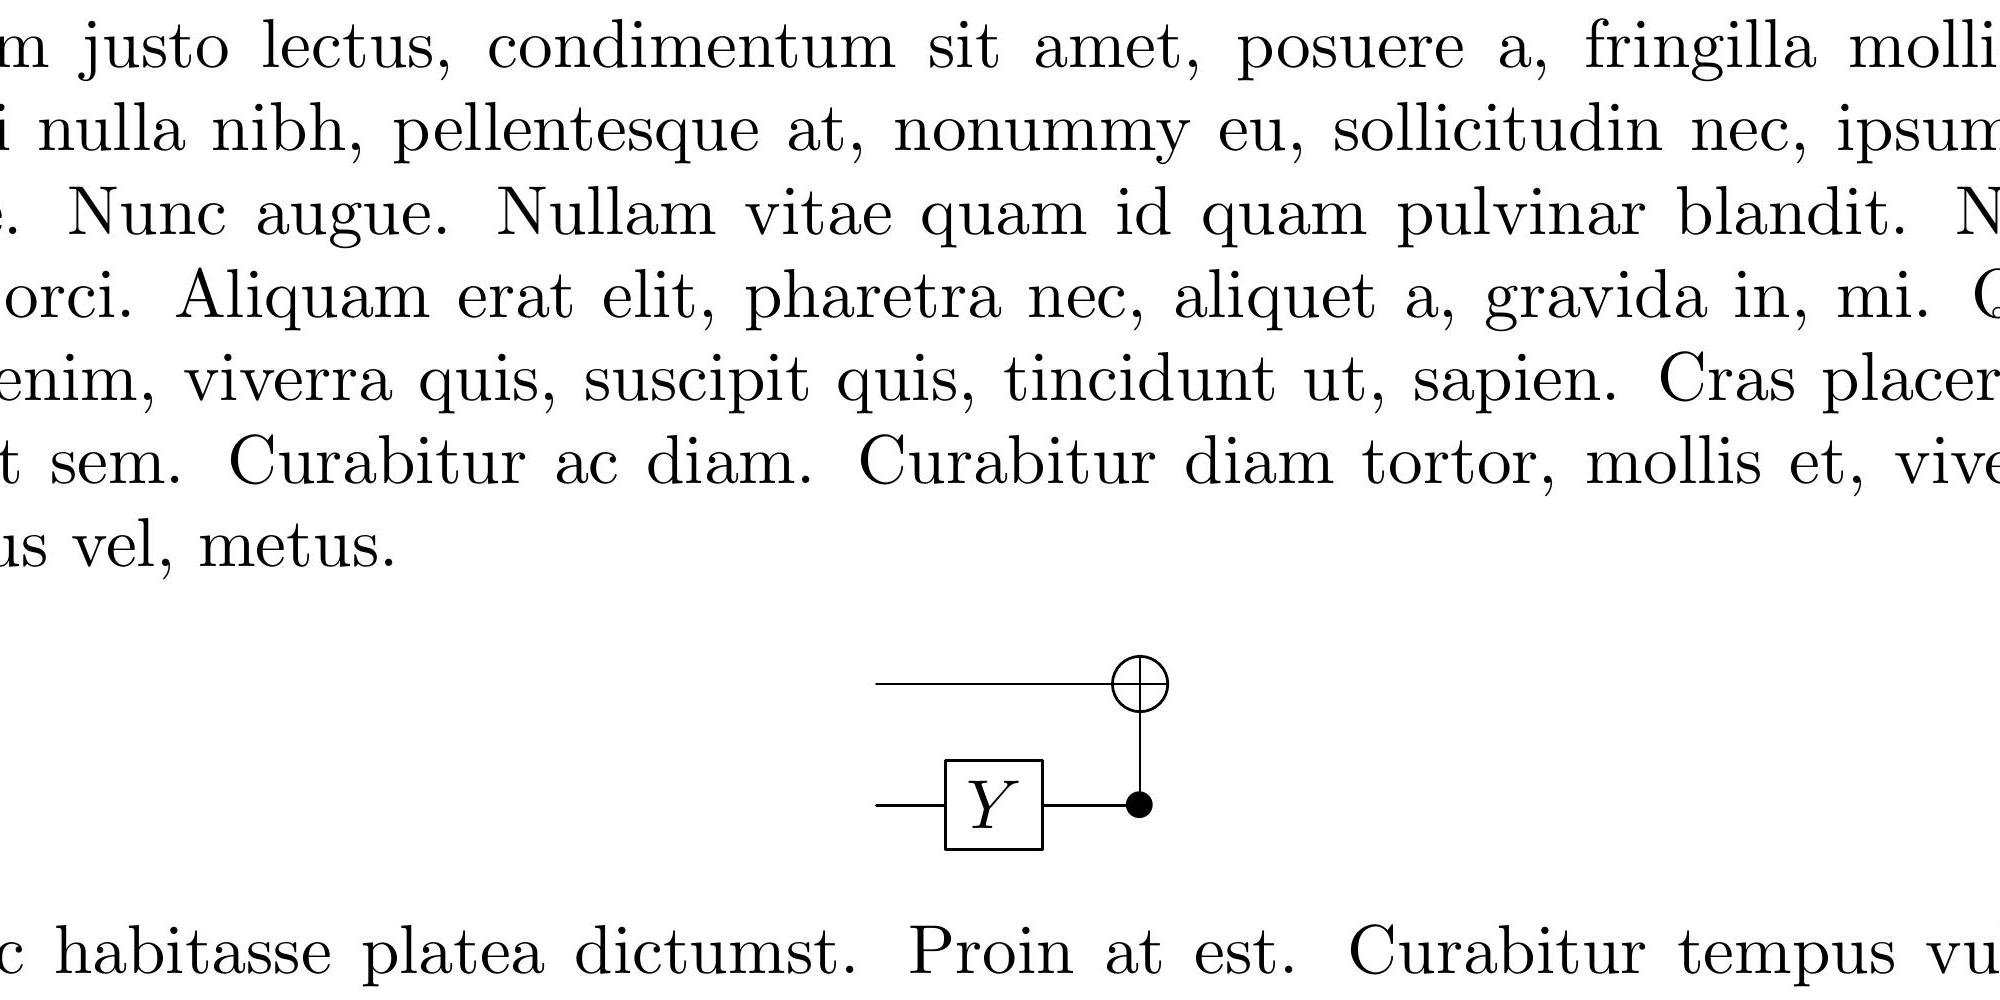 m justo lectus, condimentum sit amet, posuere a, fringilla molli
i nulla nibh, pellentesque at, nonummy eu, sollicitudin nec, ipsum
e. Nunc augue. Nullam vitae quam id quam pulvinar blandit. N
orci. Aliquam erat elit, pharetra nec, aliquet a, gravida in, mi. Q
enim, viverra quis, suscipit quis, tincidunt ut, sapien. Cras placer
t sem. Curabitur ac diam. Curabitur diam tortor, mollis et, vive
us vel, metus.
Y
c habitasse platea dictumst. Proin at est. Curabitur tempus vu